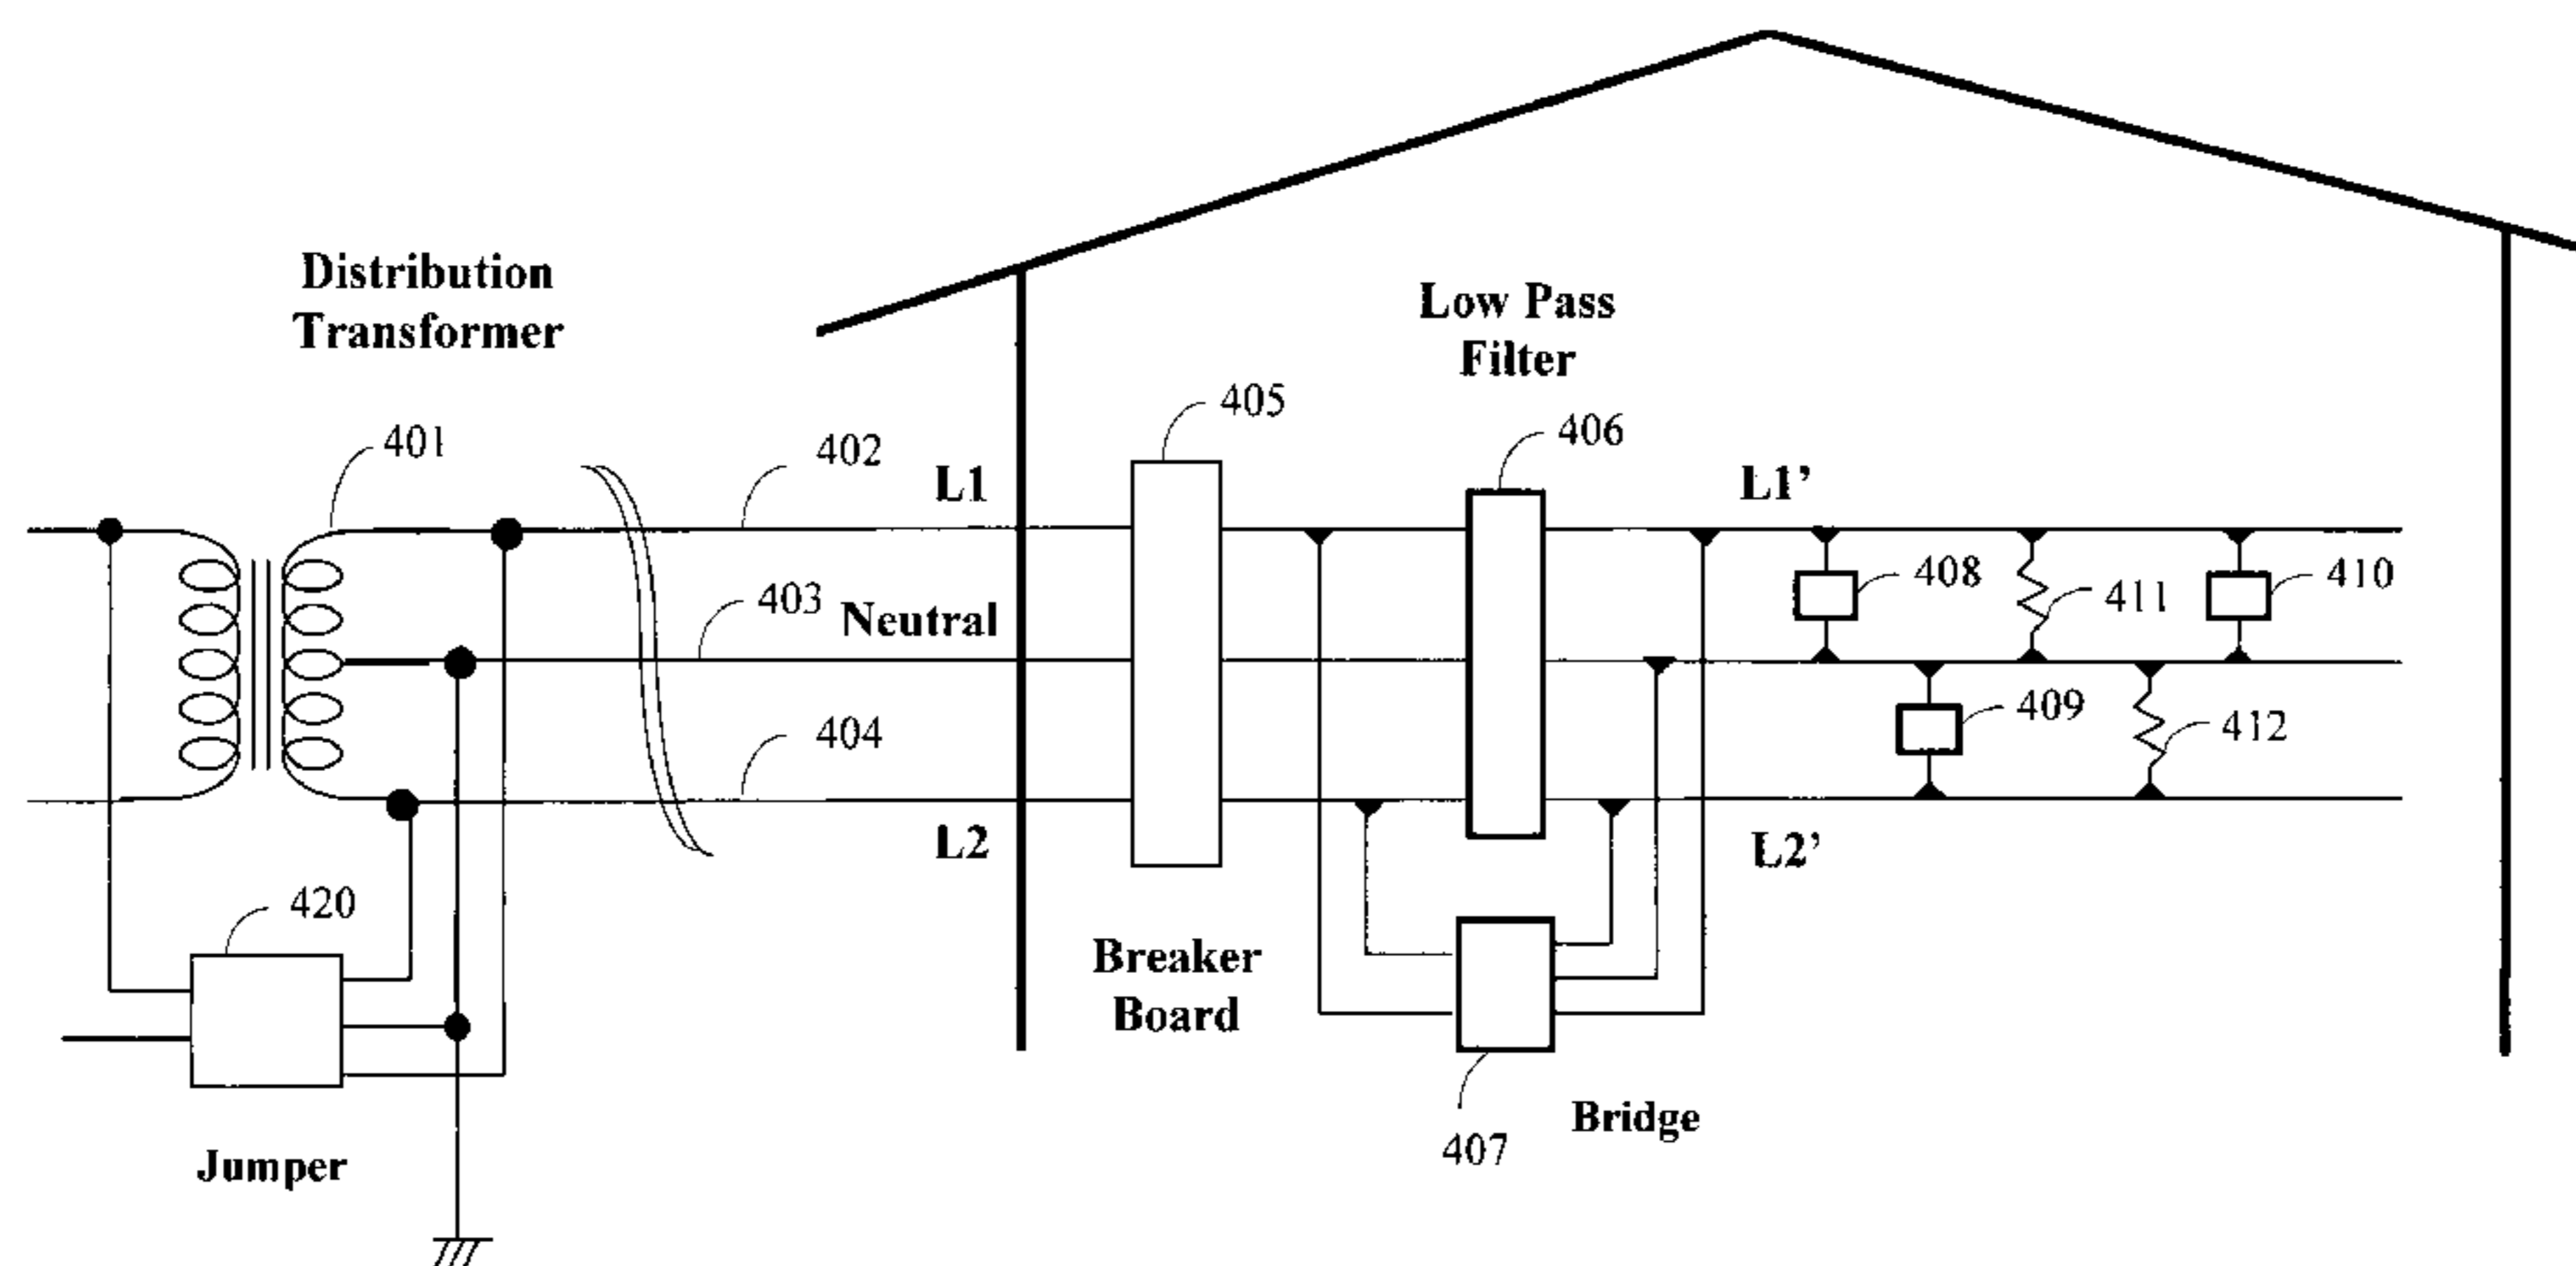 Distribution
Transformer
Low Pass
Filter
405
406
401
402
L1
L1’
408
410
403
Neutral
411
409
404
412
L2
L2’
420
Breaker
Board
Bridge
407
Jumper